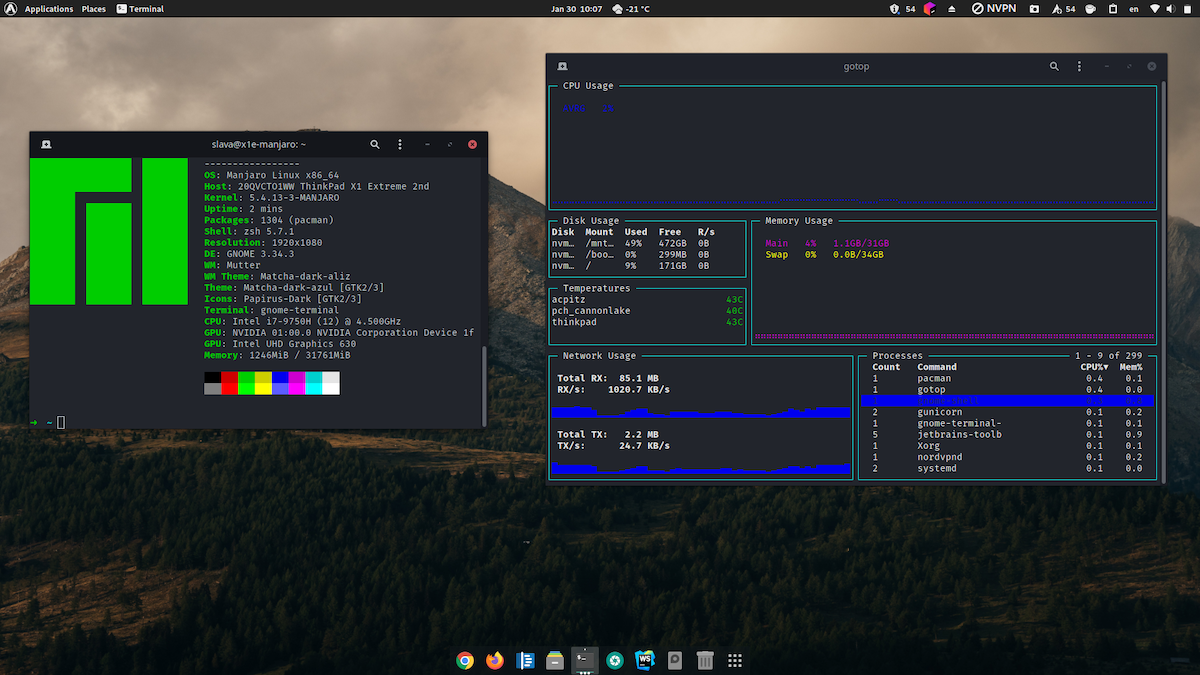 Applications Places Terminal
Jan 30 10:07 -21 °C
54 NVPN 54 en
slava@x1e-manjaro: ~
-----------------
OS: Manjaro Linux x86_64
Host: 20QVCTO1WW ThinkPad X1 Extreme 2nd
Kernel: 5.4.13-3-MANJARO
Uptime: 2 mins
Packages: 1304 (pacman)
Shell: zsh 5.7.1
Resolution: 1920x1080
DE: GNOME 3.34.3
WM: Mutter
WM Theme: Matcha-dark-aliz
Theme: Matcha-dark-azul [GTK2/3]
Icons: Papirus-Dark [GTK2/3]
Terminal: gnome-terminal
CPU: Intel i7-9750H (12) @ 4.500GHz
GPU: NVIDIA 01:00.0 NVIDIA Corporation Device 1f
GPU: Intel UHD Graphics 630
Memory: 1246MiB / 31761MiB
→ ~
gotop
CPU Usage
Disk Usage
Disk Mount Used Free R/s
nvm… /mnt… 49% 472GB 0B
nvm… /boo… 0% 299MB 0B
nvm… / 9% 171GB 0B
Memory Usage
Main 4% 1.1GB/31GB
Swap 0% 0.0B/34GB
Temperatures
acpitz 43C
pch_cannonlake 40C
thinkpad 43C
Network Usage
Total RX: 85.1 MB
RX/s: 1020.7 KB/s
Total TX: 2.2 MB
TX/s: 24.7 KB/s
Processes 1 - 9 of 299
Count Command CPU%▼ Mem%
1 pacman 0.4 0.1
1 gotop 0.4 0.0
2 gunicorn 0.1 0.2
1 gnome-terminal- 0.1 0.1
5 jetbrains-toolb 0.1 0.9
1 Xorg 0.1 0.1
1 nordvpnd 0.1 0.2
2 systemd 0.1 0.0
WS